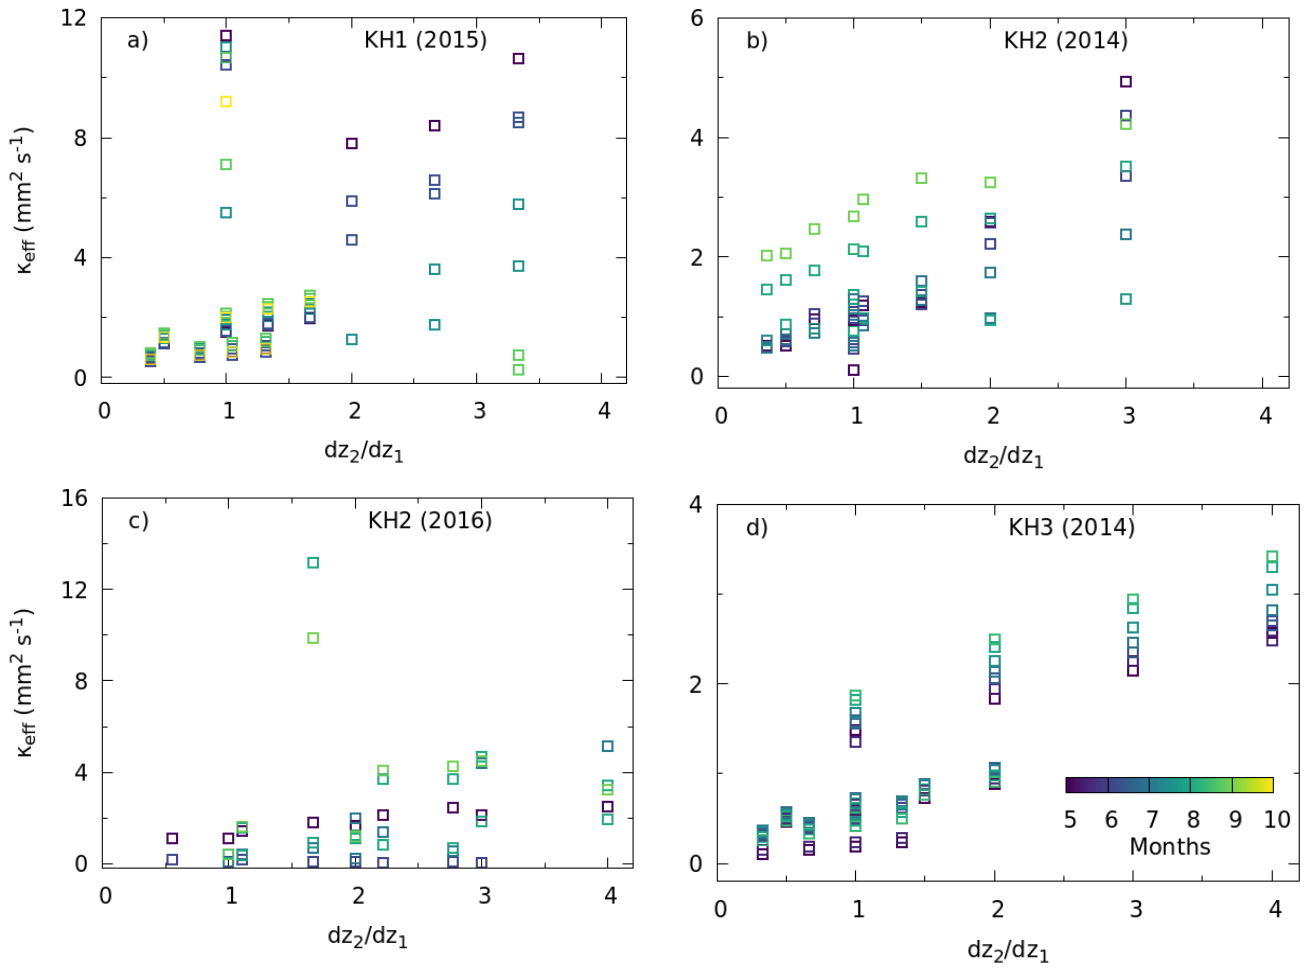 a) KH1 (2015)
κeff (mm² s⁻¹)
12
8
4
0
0 1 2 3 4
dz₂/dz₁
b) KH2 (2014)
6
4
2
0
0 1 2 3 4
dz₂/dz₁
c) KH2 (2016)
κeff (mm² s⁻¹)
16
12
8
4
0
0 1 2 3 4
dz₂/dz₁
d) KH3 (2014)
4
2
0
5 6 7 8 9 10
Months
0 1 2 3 4
dz₂/dz₁